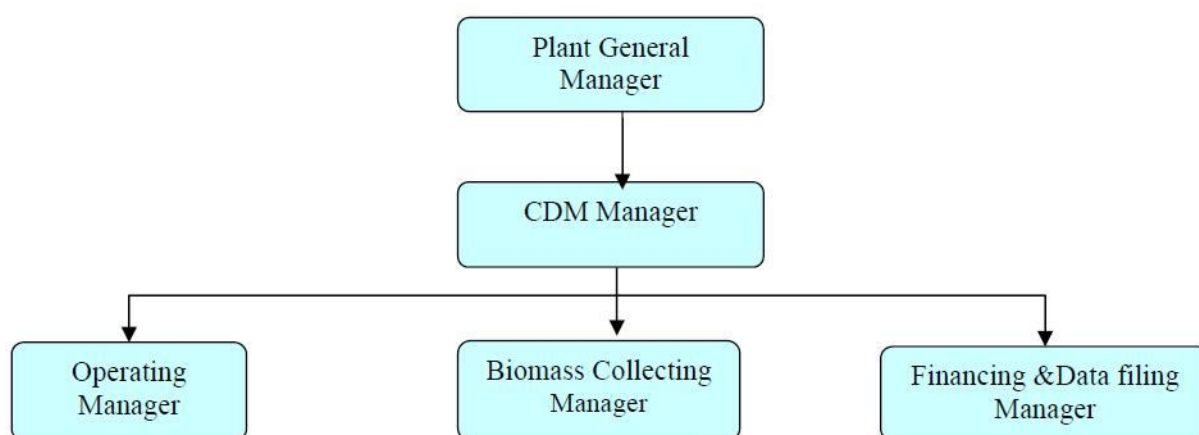 Plant General
Manager
CDM Manager
Operating
Manager
Biomass Collecting
Manager
Financing &Data filing
Manager